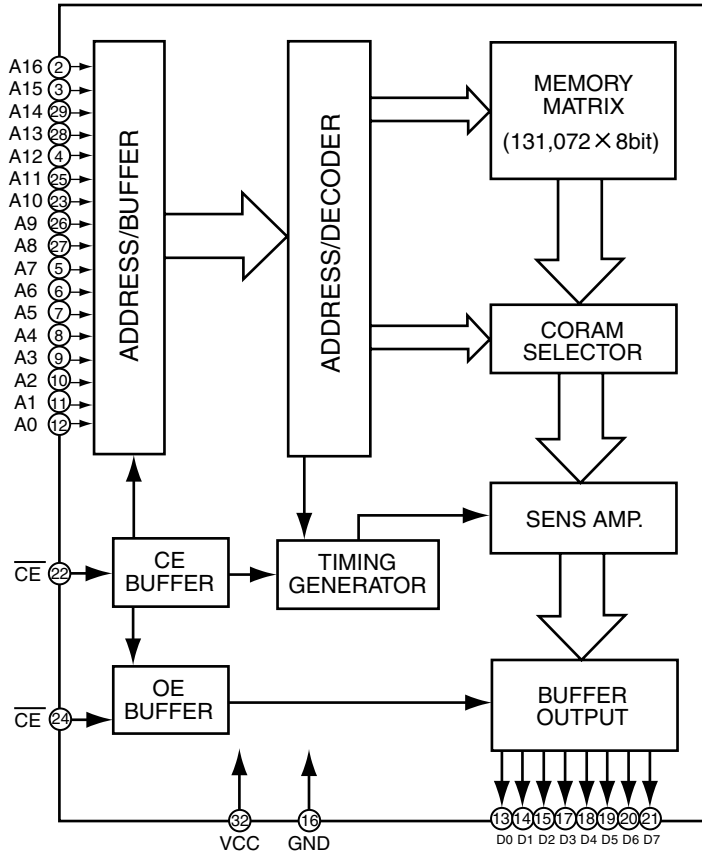 A16 2
A15 3
A14 29
A13 28
A12 4
A11 25
A10 23
A9 26
A8 27
A7 5
A6 6
A5 7
A4 8
A3 9
A2 10
A1 11
A0 12
ADDRESS/BUFFER
ADDRESS/DECODER
MEMORY
MATRIX
(131,072 × 8bit)
CORAM
SELECTOR
SENS AMP.
C̅E̅ 22
CE
BUFFER
TIMING
GENERATOR
C̅E̅ 24
OE
BUFFER
BUFFER
OUTPUT
32 16 13 14 15 17 18 19 20 21
VCC GND D0 D1 D2 D3 D4 D5 D6 D7